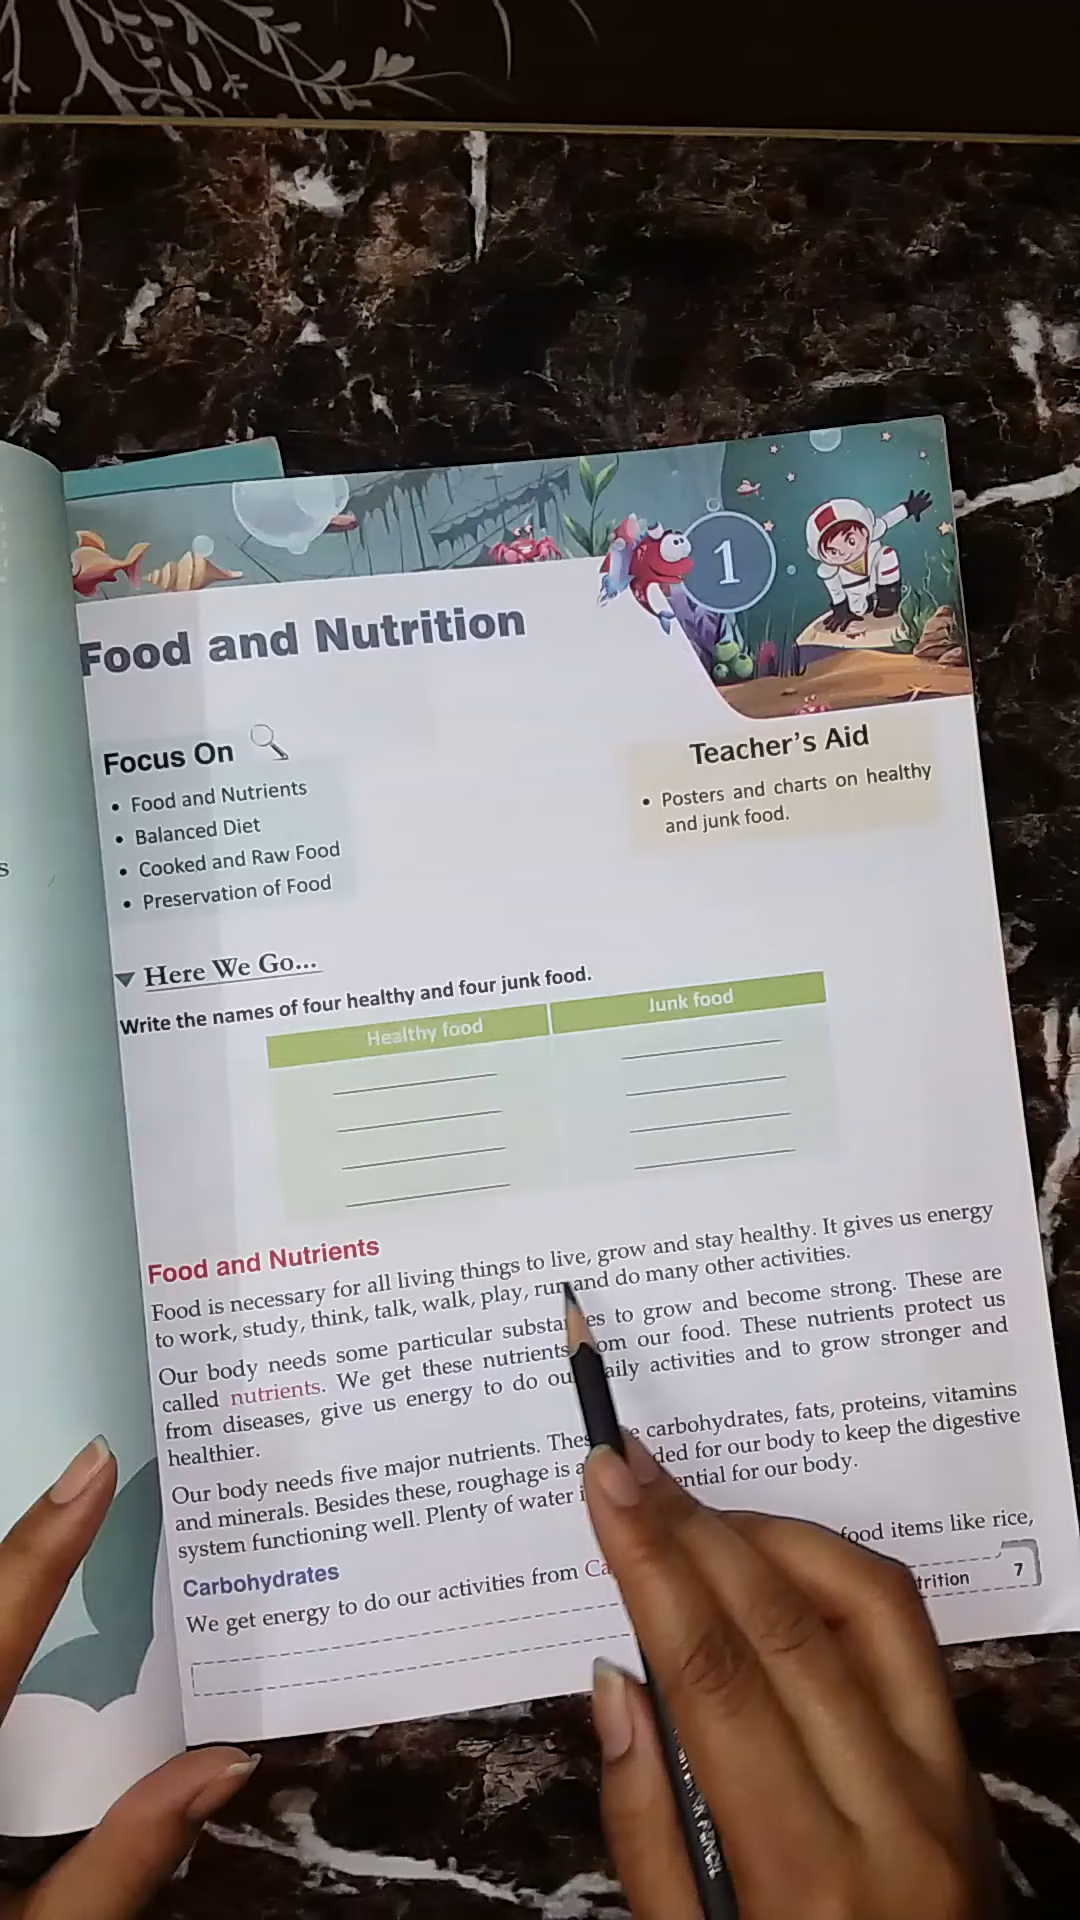 1
Food and Nutrition
Focus On
• Food and Nutrients
• Balanced Diet
• Cooked and Raw Food
• Preservation of Food
Teacher's Aid
• Posters and charts on healthy
and junk food.
Here We Go...
Write the names of four healthy and four junk food.
Healthy food
Junk food
Food and Nutrients
Food is necessary for all living things to live, grow and stay healthy. It gives us energy
to work, study, think, talk, walk, play, run and do many other activities.
Our body needs some particular to grow and become strong. These are
called nutrients. We get these nutrients our food. These nutrients protect us
from diseases, give us energy to do activities and to grow stronger and
healthier.
Our body needs five major nutrients. carbohydrates, fats, proteins, vitamins
and minerals. Besides these, roughage is for our body to keep the digestive
system functioning well. Plenty of water for our body.
Carbohydrates
We get energy to do our activities from food items like rice,
7